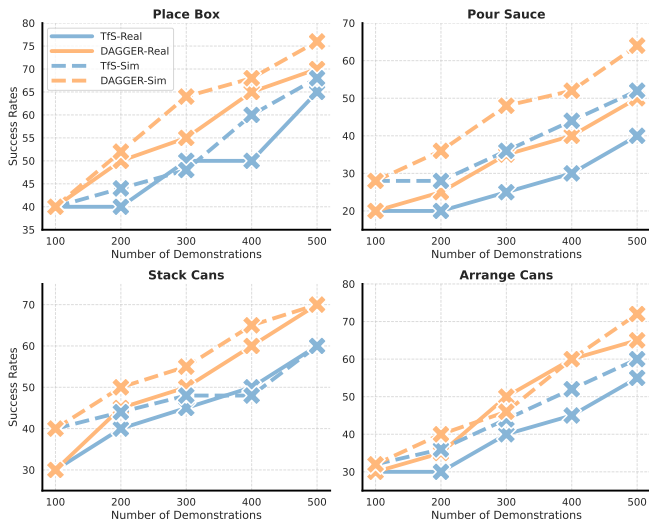 Place Box
Pour Sauce
80
75
70
65
60
55
50
45
40
35
Success Rates
TfS-Real
DAGGER-Real
TfS-Sim
DAGGER-Sim
100 200 300 400 500
Number of Demonstrations
70
60
50
40
30
20
100 200 300 400 500
Number of Demonstrations
Stack Cans
Arrange Cans
70
60
50
40
30
Success Rates
100 200 300 400 500
Number of Demonstrations
80
70
60
50
40
30
100 200 300 400 500
Number of Demonstrations